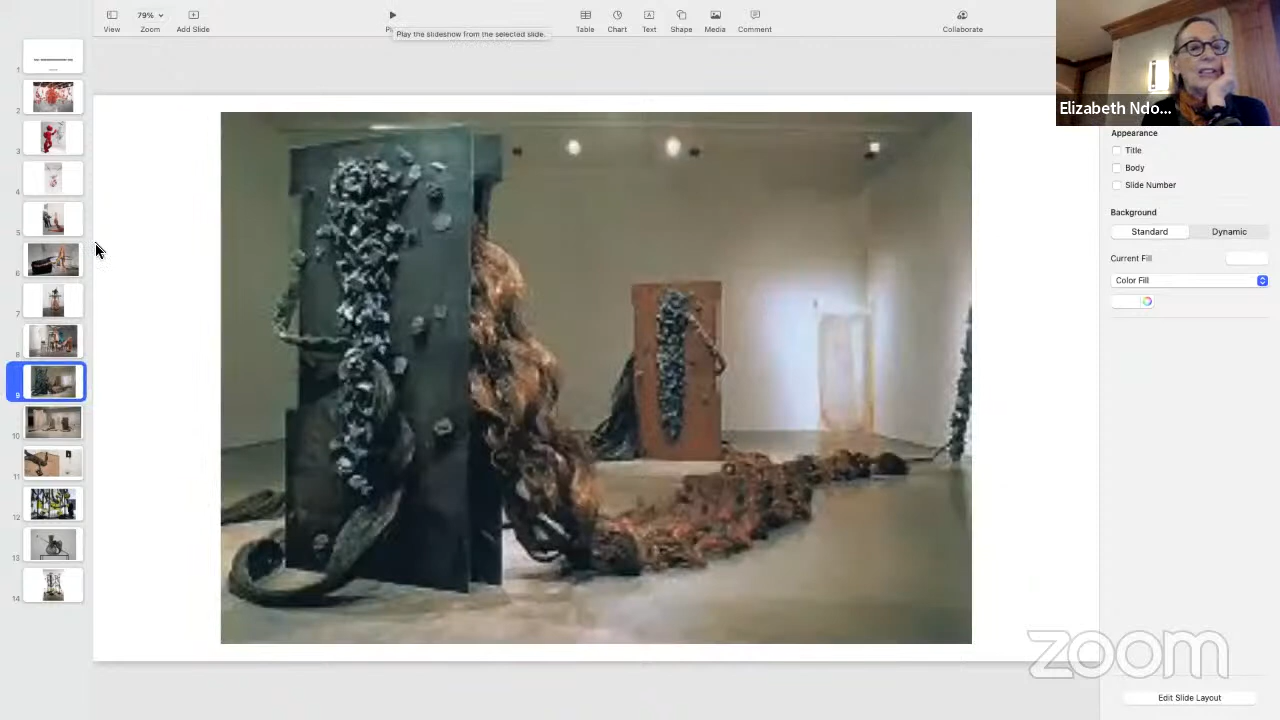 79%
View
Zoom
Add Slide
Play the slideshow from the selected slide.
Table
Chart
Text
Shape
Media
Comment
Collaborate
Elizabeth Ndo...
Appearance
Title
Body
Slide Number
Background
Standard
Dynamic
Current Fill
Color Fill
Edit Slide Layout
1
2
3
4
5
6
7
8
9
10
11
12
13
14
zoom